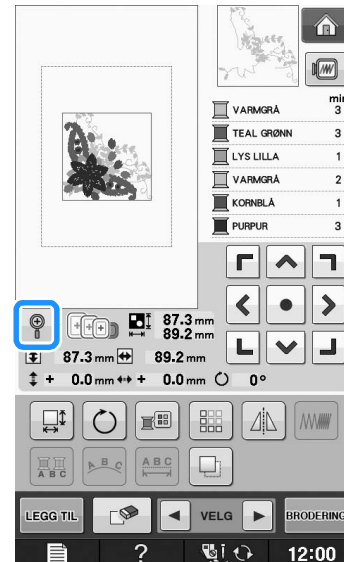 min
VARMGRÅ 3
TEAL GRØNN 3
LYS LILLA 1
VARMGRÅ 2
KORNBLÅ 1
PURPUR 3
87.3 mm
89.2 mm
87.3 mm 89.2 mm
+ 0.0 mm + 0.0 mm 0°
A B C A B C A B C
LEGG TIL VELG BRODERING
? 12:00